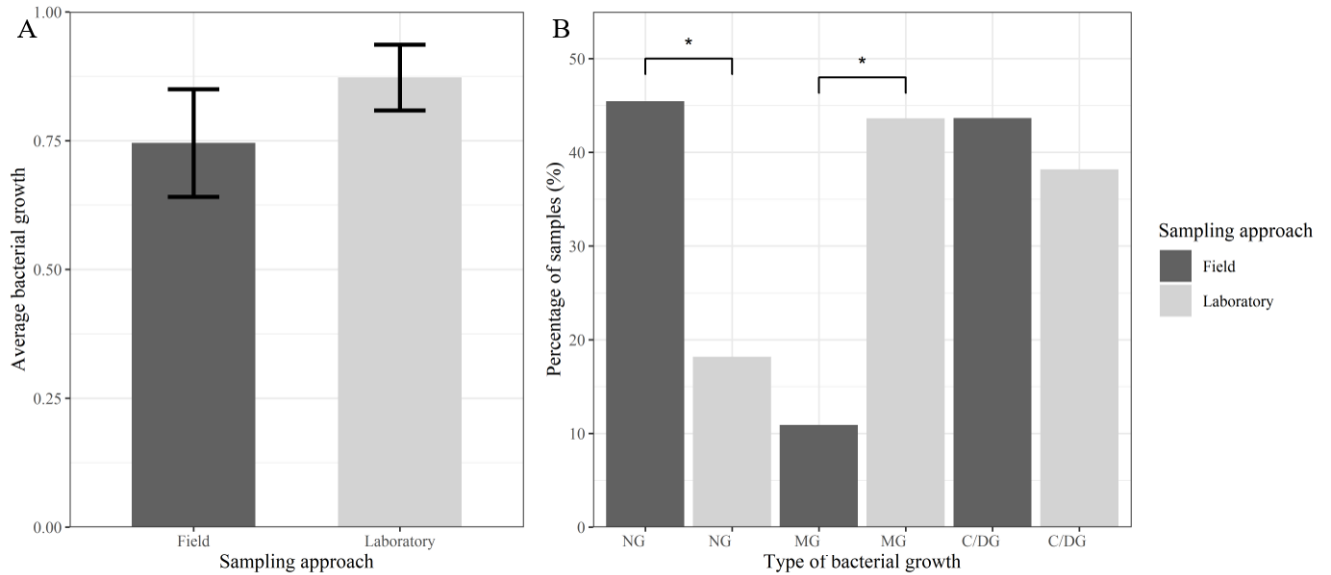 A
1.00
0.75
0.50
0.25
0.00
Average bacterial growth
Field Laboratory
Sampling approach
B
50
40
30
20
10
0
Percentage of samples (%)
* *
NG NG MG MG C/DG C/DG
Type of bacterial growth
Sampling approach
Field
Laboratory